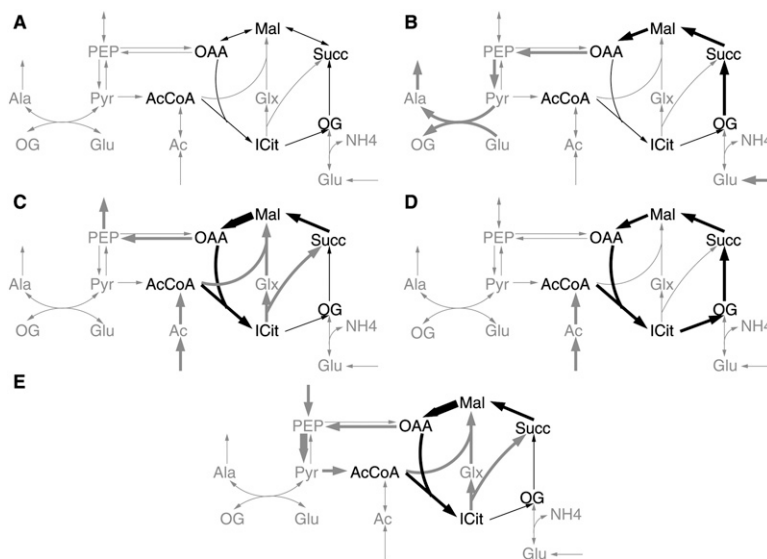 A
PEP
OAA
Mal
Succ
Ala
Pyr
AcCoA
Glx
OG
OG
Glu
Ac
ICit
NH4
Glu
B
PEP
OAA
Mal
Succ
Ala
Pyr
AcCoA
Glx
OG
OG
Glu
Ac
ICit
NH4
Glu
C
PEP
OAA
Mal
Succ
Ala
Pyr
AcCoA
Glx
OG
OG
Glu
Ac
ICit
NH4
Glu
D
PEP
OAA
Mal
Succ
Ala
Pyr
AcCoA
Glx
OG
OG
Glu
Ac
ICit
NH4
Glu
E
PEP
OAA
Mal
Succ
Ala
Pyr
AcCoA
Glx
OG
OG
Glu
Ac
ICit
NH4
Glu